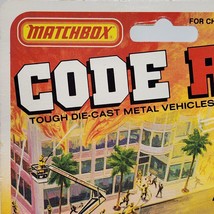 FOR CH
MATCHBOX
CODE R
TOUGH DIE-CAST METAL VEHICLES